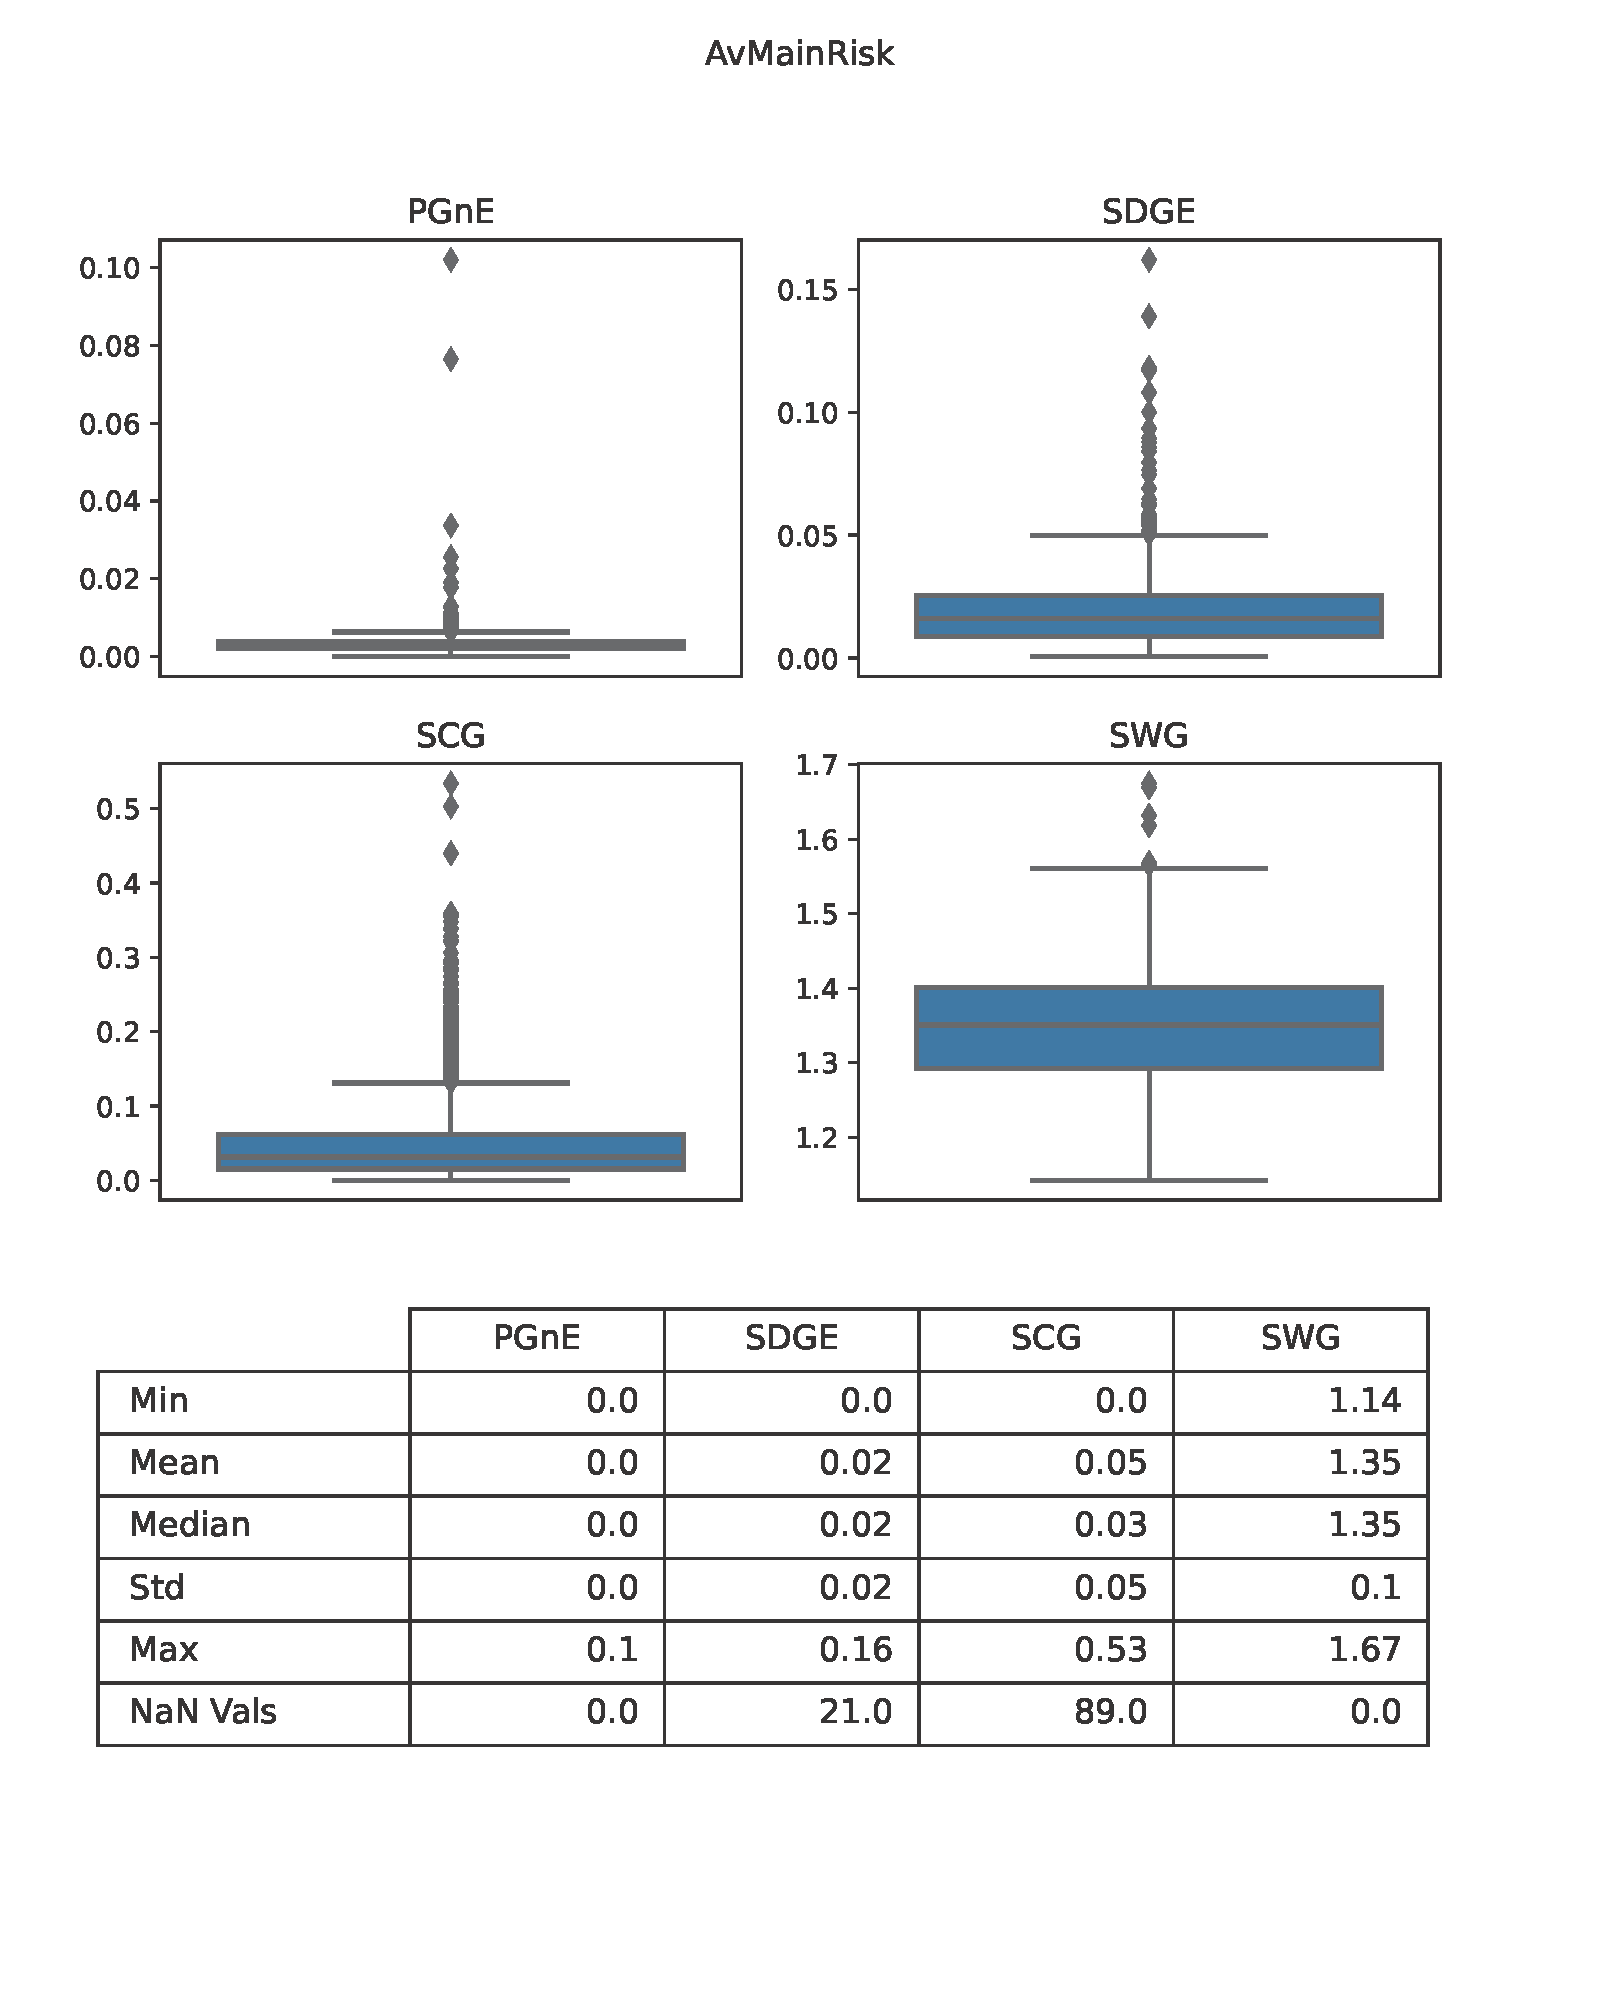 AvMainRisk
PGnE
0.10
0.08
0.06
0.04
0.02
0.00
SDGE
0.15
0.10
0.05
0.00
SCG
0.5
0.4
0.3
0.2
0.1
0.0
SWG
1.7
1.6
1.5
1.4
1.3
1.2
PGnE SDGE SCG SWG
Min 0.0 0.0 0.0 1.14
Mean 0.0 0.02 0.05 1.35
Median 0.0 0.02 0.03 1.35
Std 0.0 0.02 0.05 0.1
Max 0.1 0.16 0.53 1.67
NaN Vals 0.0 21.0 89.0 0.0